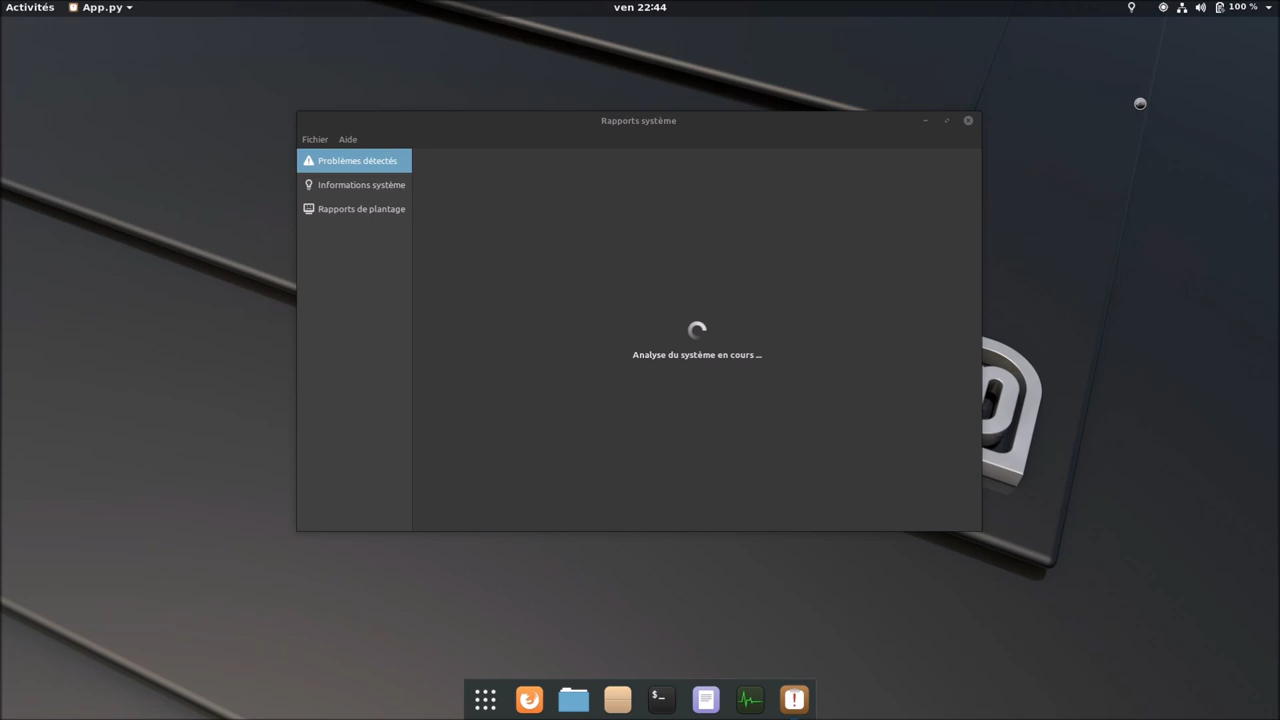 Activités App.py ven 22:44 100 %
Rapports système
Fichier Aide
Problèmes détectés
Informations système
Rapports de plantage
Analyse du système en cours ...
$_